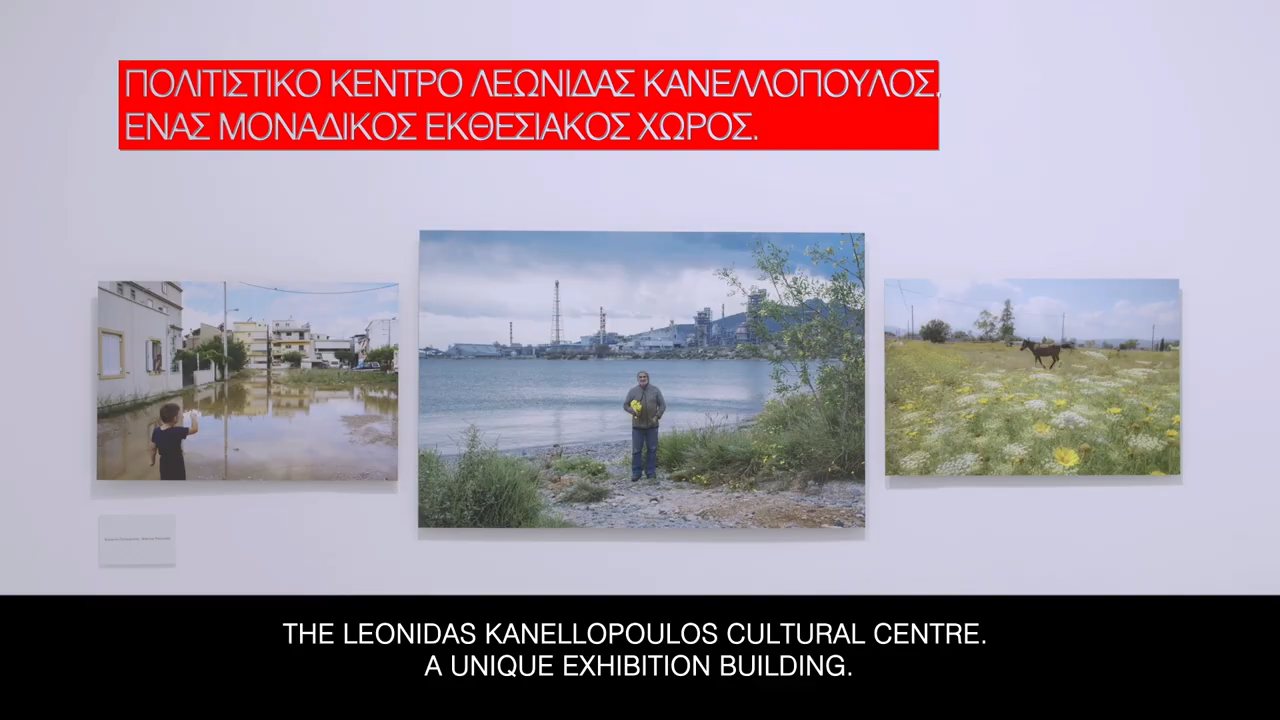 ΠΟΛΙΤΙΣΤΙΚΟ ΚΕΝΤΡΟ ΛΕΩΝΙΔΑΣ ΚΑΝΕΛΛΟΠΟΥΛΟΣ.
ΕΝΑΣ ΜΟΝΑΔΙΚΟΣ ΕΚΘΕΣΙΑΚΟΣ ΧΩΡΟΣ.
THE LEONIDAS KANELLOPOULOS CULTURAL CENTRE.
A UNIQUE EXHIBITION BUILDING.